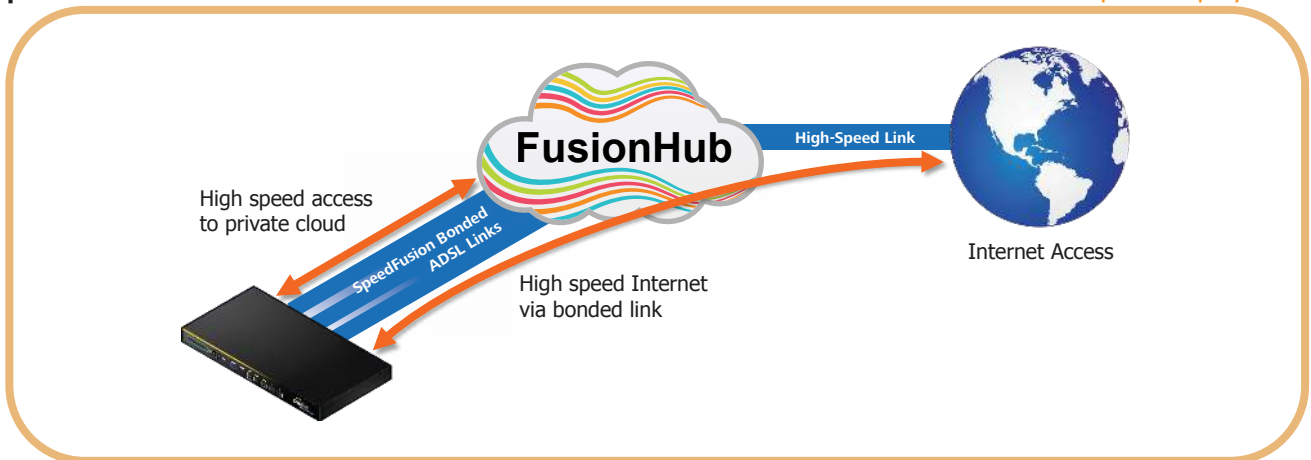 FusionHub
High-Speed Link
High speed access
to private cloud
SpeedFusion Bonded
ADSL Links
Internet Access
High speed Internet
via bonded link